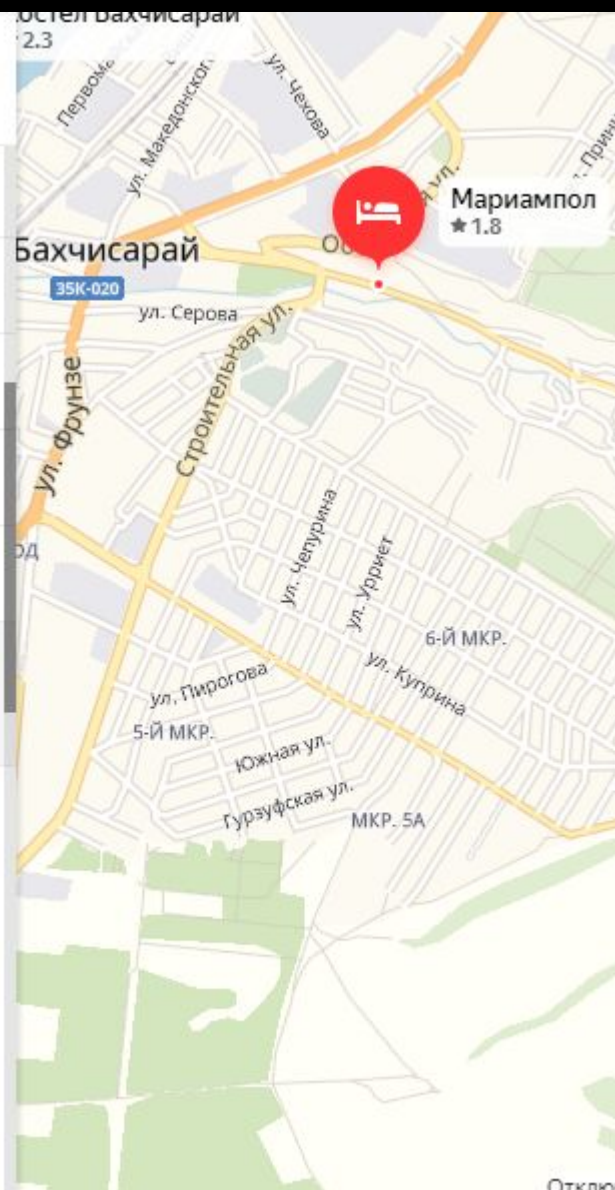 Хостел Бахчисарай
2.3
Первома
ул. Македонского
ул. Чехова
Мариампол
1.8
Бахчисарай
35К-020
ул. Серова
Строительная ул.
ул. Фрунзе
ул. Чепурина
ул. Урриет
6-Й МКР.
ул. Куприна
ул. Пирогова
5-Й МКР.
Южная ул.
Гурзуфская ул.
МКР. 5А